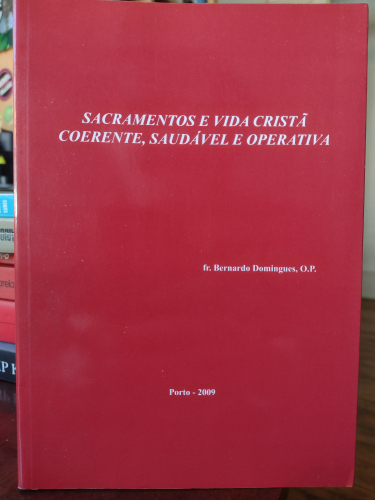 SACRAMENTOS E VIDA CRISTÃ
COERENTE, SAUDÁVEL E OPERATIVA
fr. Bernardo Domingues, O.P.
Porto - 2009